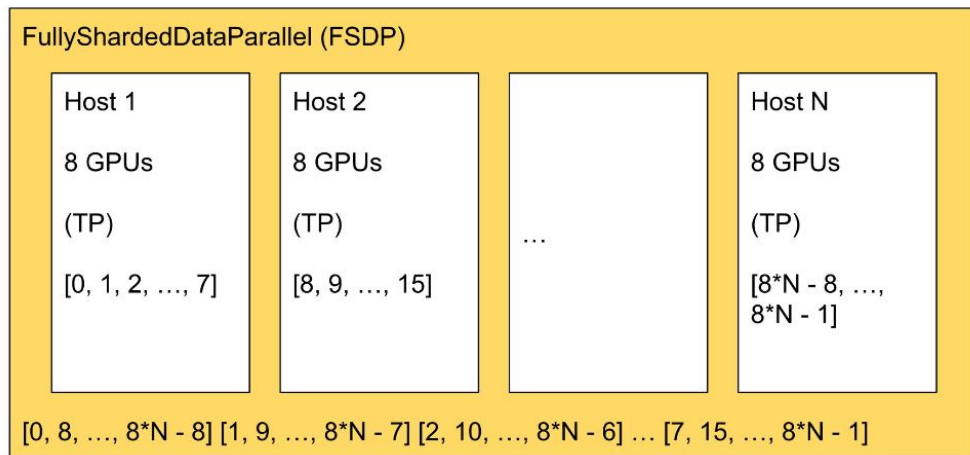 FullyShardedDataParallel (FSDP)
Host 1
8 GPUs
(TP)
[0, 1, 2, …, 7]
Host 2
8 GPUs
(TP)
[8, 9, …, 15]
…
Host N
8 GPUs
(TP)
[8*N - 8, …,
8*N - 1]
[0, 8, …, 8*N - 8] [1, 9, …, 8*N - 7] [2, 10, …, 8*N - 6] … [7, 15, …, 8*N - 1]